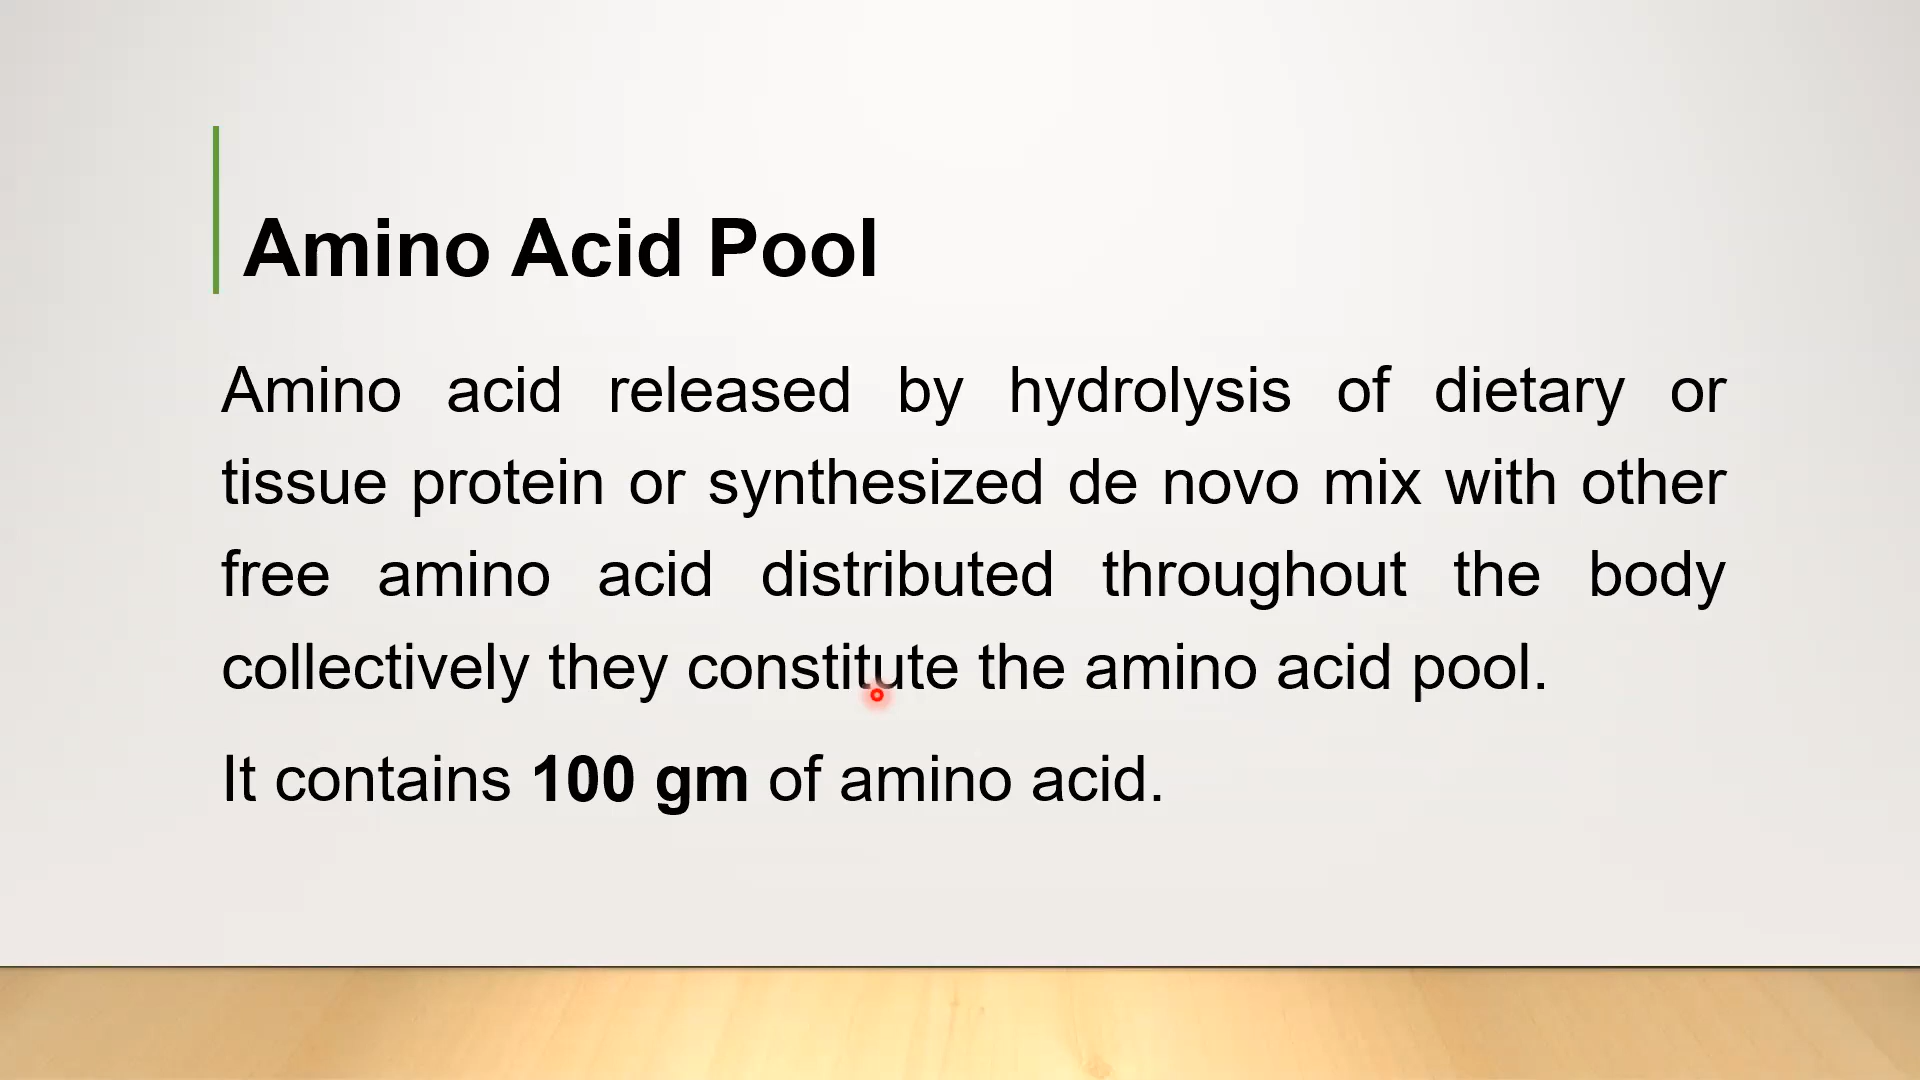 Amino Acid Pool
Amino acid released by hydrolysis of dietary or
tissue protein or synthesized de novo mix with other
free amino acid distributed throughout the body
collectively they constitute the amino acid pool.
It contains 100 gm of amino acid.